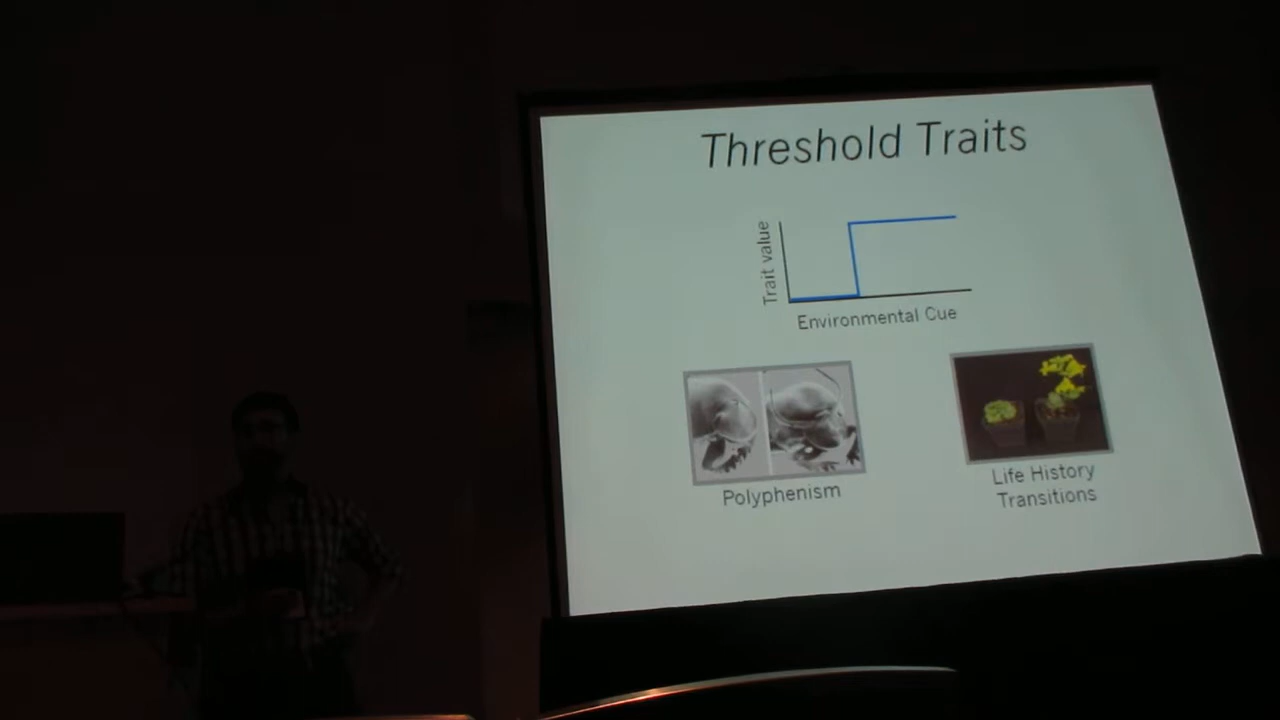 Threshold Traits
Trait value
Environmental Cue
Polyphenism
Life History
Transitions